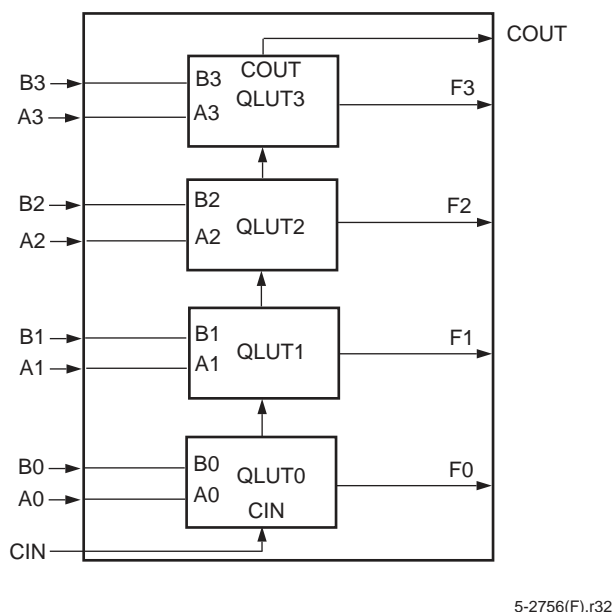 COUT
B3
B3
COUT
QLUT3
F3
A3
A3
B2
B2
QLUT2
F2
A2
A2
B1
B1
QLUT1
F1
A1
A1
B0
B0
QLUT0
F0
A0
A0
CIN
CIN
5-2756(F).r32